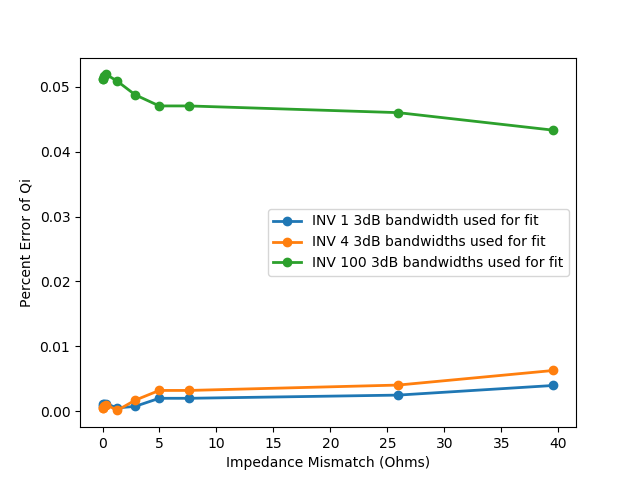 0.05
0.04
0.03
0.02
0.01
0.00
Percent Error of Qi
INV 1 3dB bandwidth used for fit
INV 4 3dB bandwidths used for fit
INV 100 3dB bandwidths used for fit
0 5 10 15 20 25 30 35 40
Impedance Mismatch (Ohms)